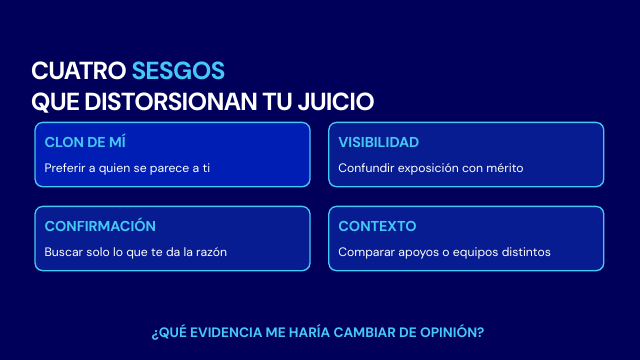 CUATRO SESGOS
QUE DISTORSIONAN TU JUICIO
CLON DE MÍ
Preferir a quien se parece a ti
VISIBILIDAD
Confundir exposición con mérito
CONFIRMACIÓN
Buscar solo lo que te da la razón
CONTEXTO
Comparar apoyos o equipos distintos
¿QUÉ EVIDENCIA ME HARÍA CAMBIAR DE OPINIÓN?